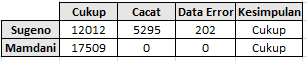 Cukup Cacat Data Error Kesimpulan
Sugeno 12012 5295 202 Cukup
Mamdani 17509 0 0 Cukup